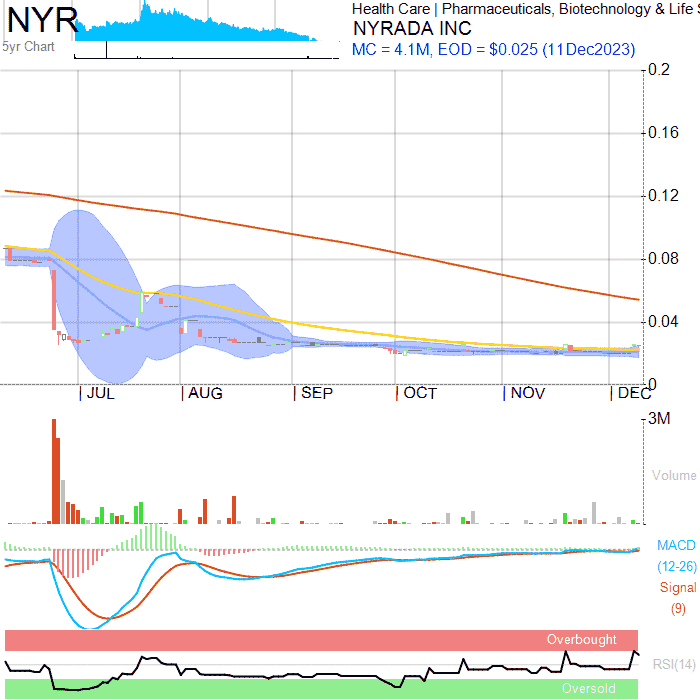 NYR
5yr Chart
Health Care | Pharmaceuticals, Biotechnology & Life S
NYRADA INC
MC = 4.1M, EOD = $0.025 (11Dec2023)
0.2
0.16
0.12
0.08
0.04
0
JUL AUG SEP OCT NOV DEC
3M
Volume
MACD
(12-26)
Signal
(9)
Overbought
RSI(14)
Oversold